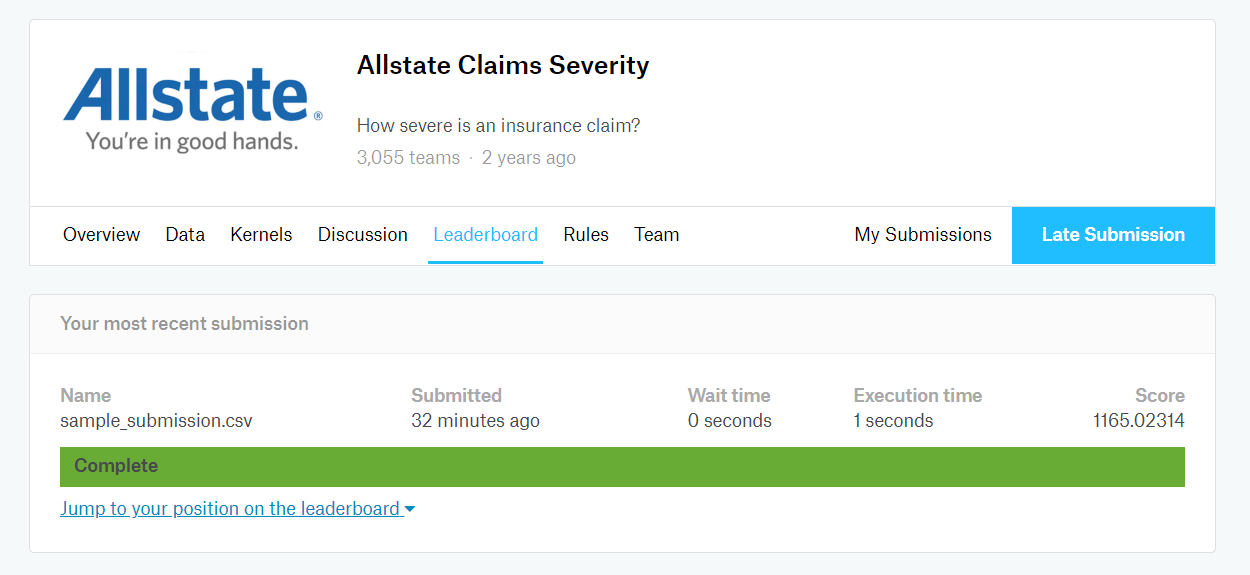 Allstate®
You're in good hands.
Allstate Claims Severity
How severe is an insurance claim?
3,055 teams · 2 years ago
Overview Data Kernels Discussion Leaderboard Rules Team My Submissions Late Submission
Your most recent submission
Name Submitted Wait time Execution time Score
sample_submission.csv 32 minutes ago 0 seconds 1 seconds 1165.02314
Complete
Jump to your position on the leaderboard